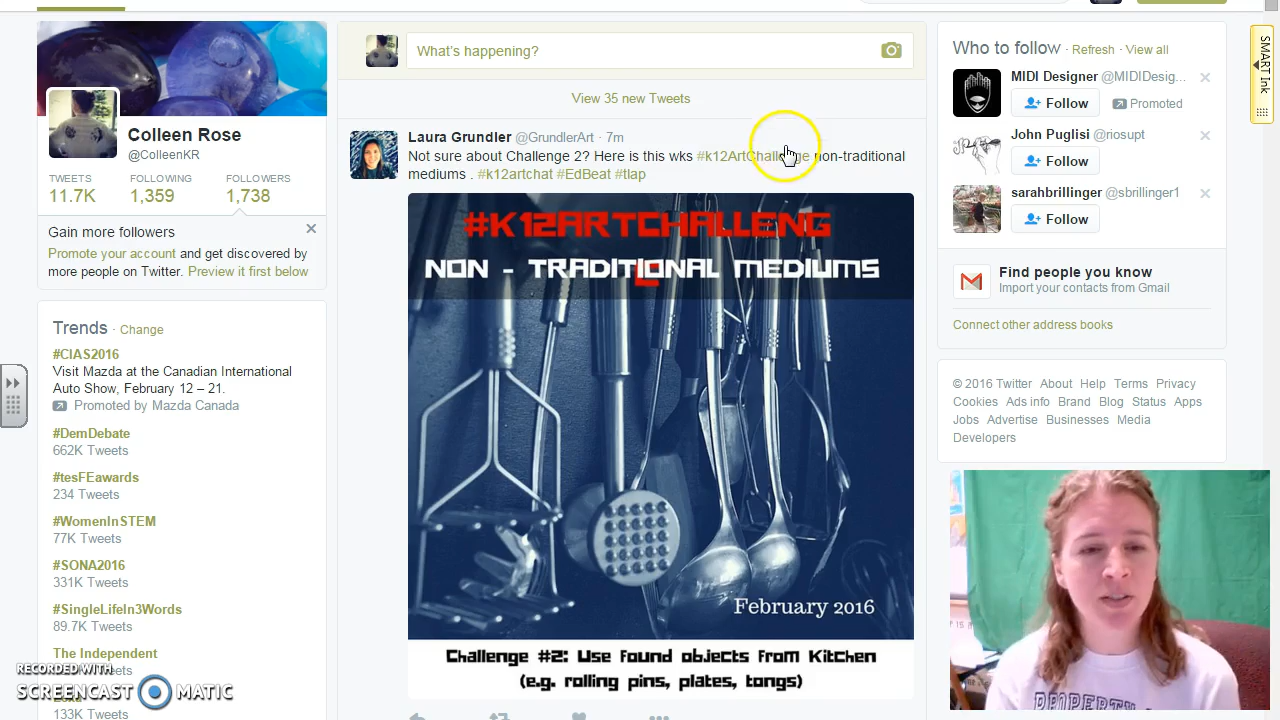 Colleen Rose
@ColleenKR
TWEETS FOLLOWING FOLLOWERS
11.7K 1,359 1,738
Gain more followers
Promote your account and get discovered by
more people on Twitter. Preview it first below
Trends · Change
#CIAS2016
Visit Mazda at the Canadian International
Auto Show, February 12 – 21.
Promoted by Mazda Canada
#DemDebate
662K Tweets
#tesFEawards
234 Tweets
#WomenInSTEM
77K Tweets
#SONA2016
331K Tweets
#SingleLifeIn3Words
89.7K Tweets
The Independent
Tweets
133K Tweets
RECORDED WITH
SCREENCAST MATIC
What's happening?
View 35 new Tweets
Laura Grundler @GrundlerArt · 7m
Not sure about Challenge 2? Here is this wks #k12ArtChallenge non-traditional
mediums . #k12artchat #EdBeat #tlap
#K12ARTCHALLENG
NON - TRADITIONAL MEDIUMS
February 2016
Challenge #2: Use found objects from Kitchen
(e.g. rolling pins, plates, tongs)
Who to follow · Refresh · View all
MIDI Designer @MIDIDesig...
Follow Promoted
John Puglisi @riosupt
Follow
sarahbrillinger @sbrillinger1
Follow
Find people you know
Import your contacts from Gmail
Connect other address books
© 2016 Twitter About Help Terms Privacy
Cookies Ads info Brand Blog Status Apps
Jobs Advertise Businesses Media
Developers
SMART Ink
PROPERTY